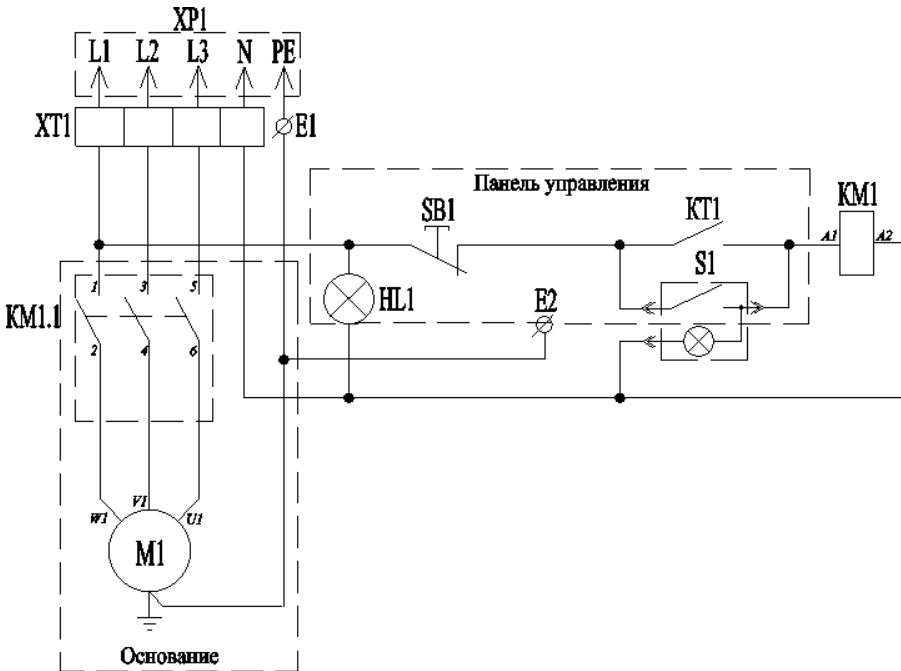 XP1
L1 L2 L3 N PE
XT1
E1
Панель управления
SB1
KT1
KM1
A1 A2
S1
HL1
E2
1 3 5
KM1.1
2 4 6
W1 V1 U1
M1
Основание